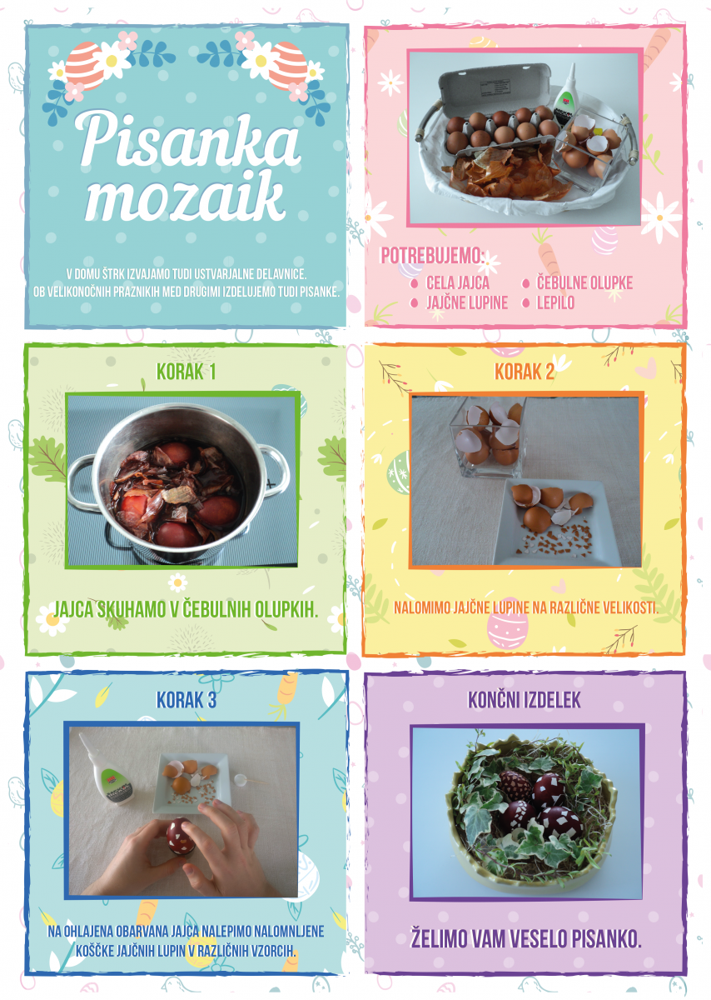 Pisanka
mozaik
V DOMU ŠTRK IZVAJAMO TUDI USTVARJALNE DELAVNICE.
OB VELIKONOČNIH PRAZNIKIH MED DRUGIMI IZDELUJEMO TUDI PISANKE.
POTREBUJEMO:
CELA JAJCA
JAJČNE LUPINE
ČEBULNE OLUPKE
LEPILO
KORAK 1
JAJCA SKUHAMO V ČEBULNIH OLUPKIH.
KORAK 2
NALOMIMO JAJČNE LUPINE NA RAZLIČNE VELIKOSTI.
KORAK 3
NA OHLAJENA OBARVANA JAJCA NALEPIMO NALOMNLJENE
KOŠČKE JAJČNIH LUPIN V RAZLIČNIH VZORCIH.
KONČNI IZDELEK
ŽELIMO VAM VESELO PISANKO.